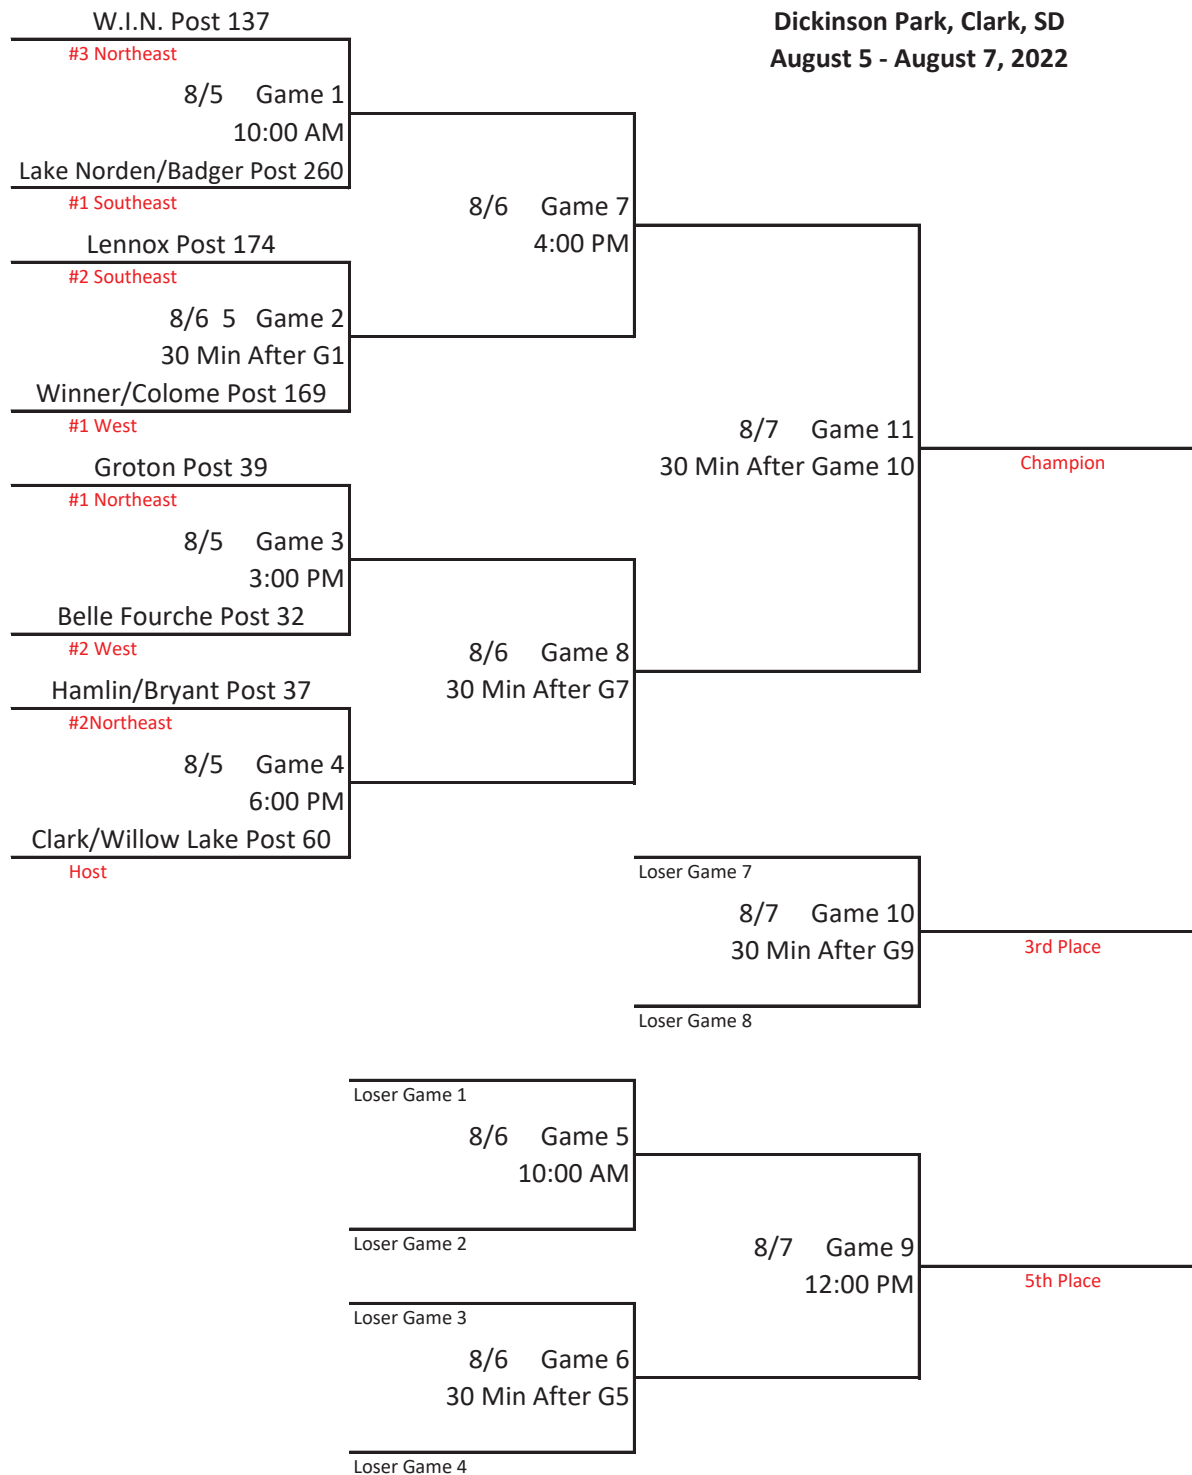 W.I.N. Post 137
Dickinson Park, Clark, SD
August 5 - August 7, 2022
#3 Northeast
8/5 Game 1
10:00 AM
Lake Norden/Badger Post 260
#1 Southeast
8/6 Game 7
4:00 PM
Lennox Post 174
#2 Southeast
8/6 5 Game 2
30 Min After G1
Winner/Colome Post 169
#1 West
8/7 Game 11
30 Min After Game 10
Champion
Groton Post 39
#1 Northeast
8/5 Game 3
3:00 PM
Belle Fourche Post 32
#2 West
8/6 Game 8
30 Min After G7
Hamlin/Bryant Post 37
#2Northeast
8/5 Game 4
6:00 PM
Clark/Willow Lake Post 60
Host
Loser Game 7
8/7 Game 10
30 Min After G9
3rd Place
Loser Game 8
Loser Game 1
8/6 Game 5
10:00 AM
Loser Game 2
8/7 Game 9
12:00 PM
5th Place
Loser Game 3
8/6 Game 6
30 Min After G5
Loser Game 4